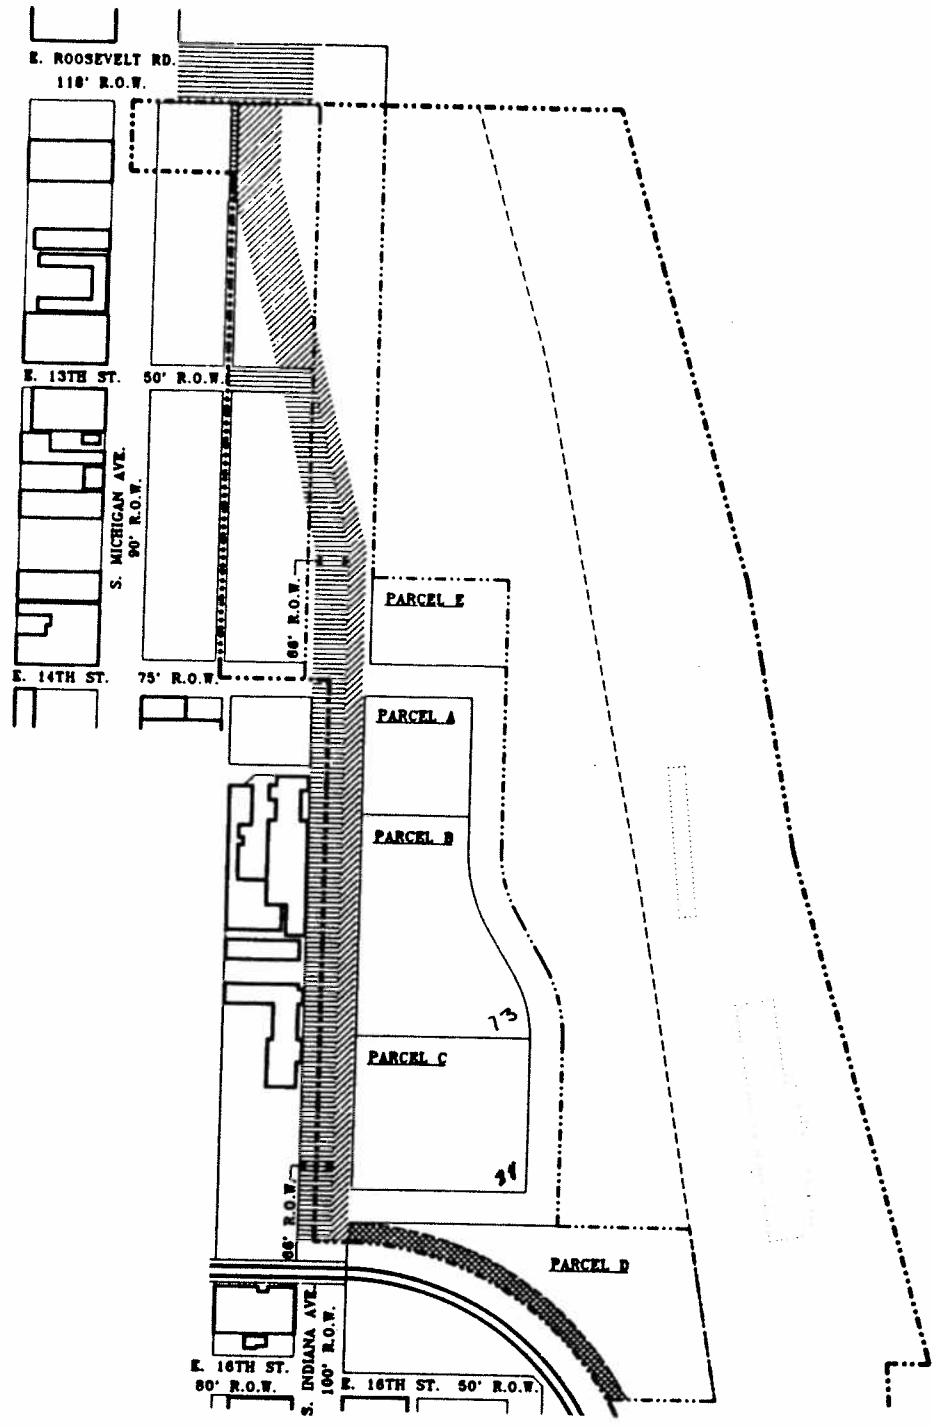 E. ROOSEVELT RD.
118' R.O.W.
E. 13TH ST. 50' R.O.W.
S. MICHIGAN AVE.
90' R.O.W.
66' R.O.W.
PARCEL E
E. 14TH ST. 75' R.O.W.
PARCEL A
PARCEL B
73
PARCEL C
66' R.O.W.
PARCEL D
S. INDIANA AVE.
100' R.O.W.
E. 16TH ST.
80' R.O.W.
E. 16TH ST. 50' R.O.W.